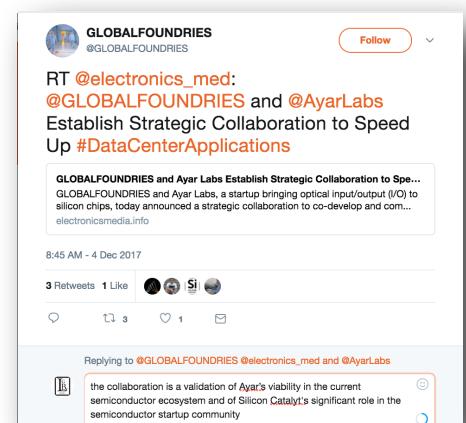 GLOBALFOUNDRIES
@GLOBALFOUNDRIES
Follow
RT @electronics_med:
@GLOBALFOUNDRIES and @AyarLabs
Establish Strategic Collaboration to Speed
Up #DataCenterApplications
GLOBALFOUNDRIES and Ayar Labs Establish Strategic Collaboration to Spe...
GLOBALFOUNDRIES and Ayar Labs, a startup bringing optical input/output (I/O) to
silicon chips, today announced a strategic collaboration to co-develop and com...
electronicsmedia.info
8:45 AM - 4 Dec 2017
3 Retweets 1 Like
Si
3 1
Replying to @GLOBALFOUNDRIES @electronics_med and @AyarLabs
the collaboration is a validation of Ayar's viability in the current
semiconductor ecosystem and of Silicon Catalyt's significant role in the
semiconductor startup community